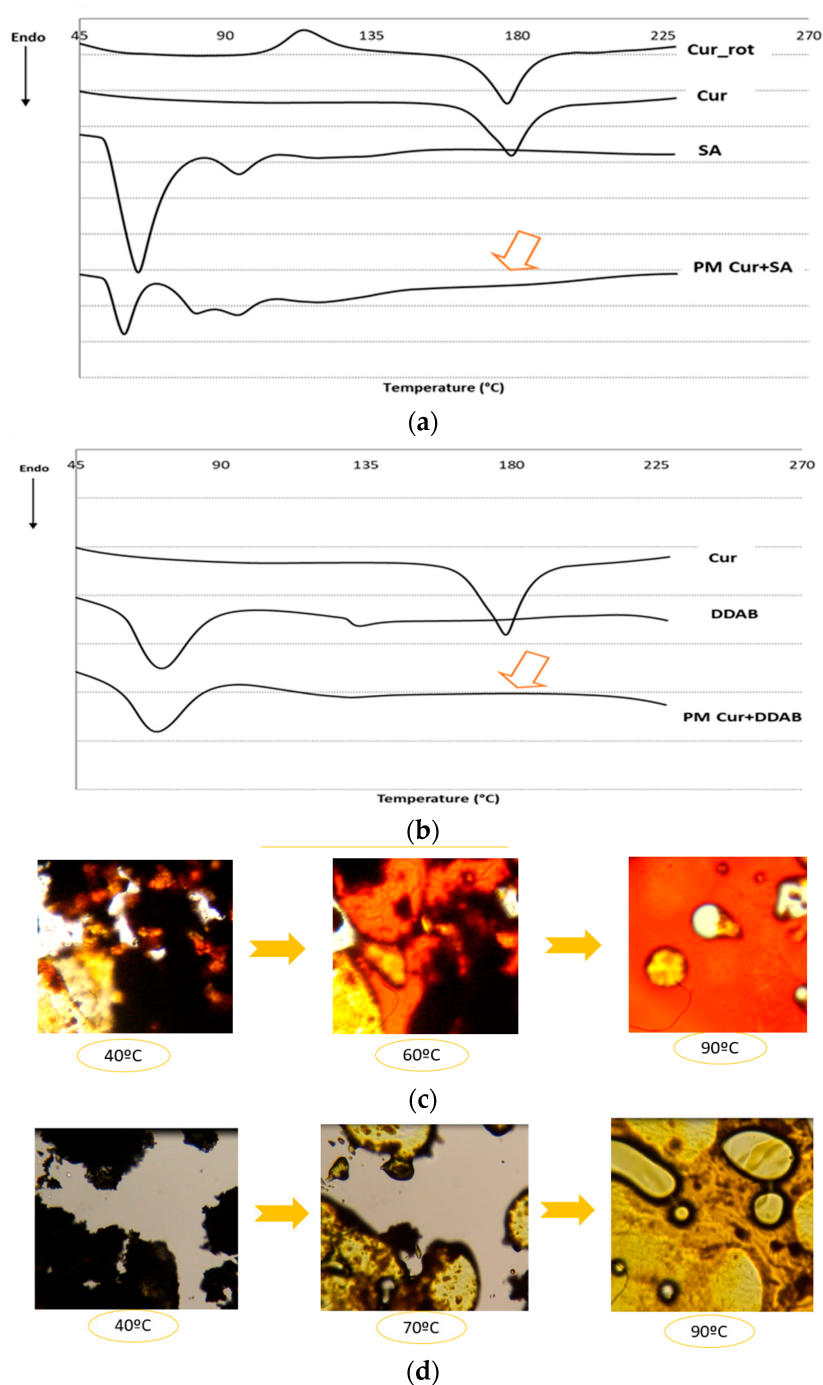 Endo
45 90 135 180 225 270
Cur_rot
Cur
SA
PM Cur+SA
Temperature (°C)
(a)
45 90 135 180 225 270
Endo
Cur
DDAB
PM Cur+DDAB
Temperature (°C)
(b)
40ºC 60ºC 90ºC
(c)
40ºC 70ºC 90ºC
(d)